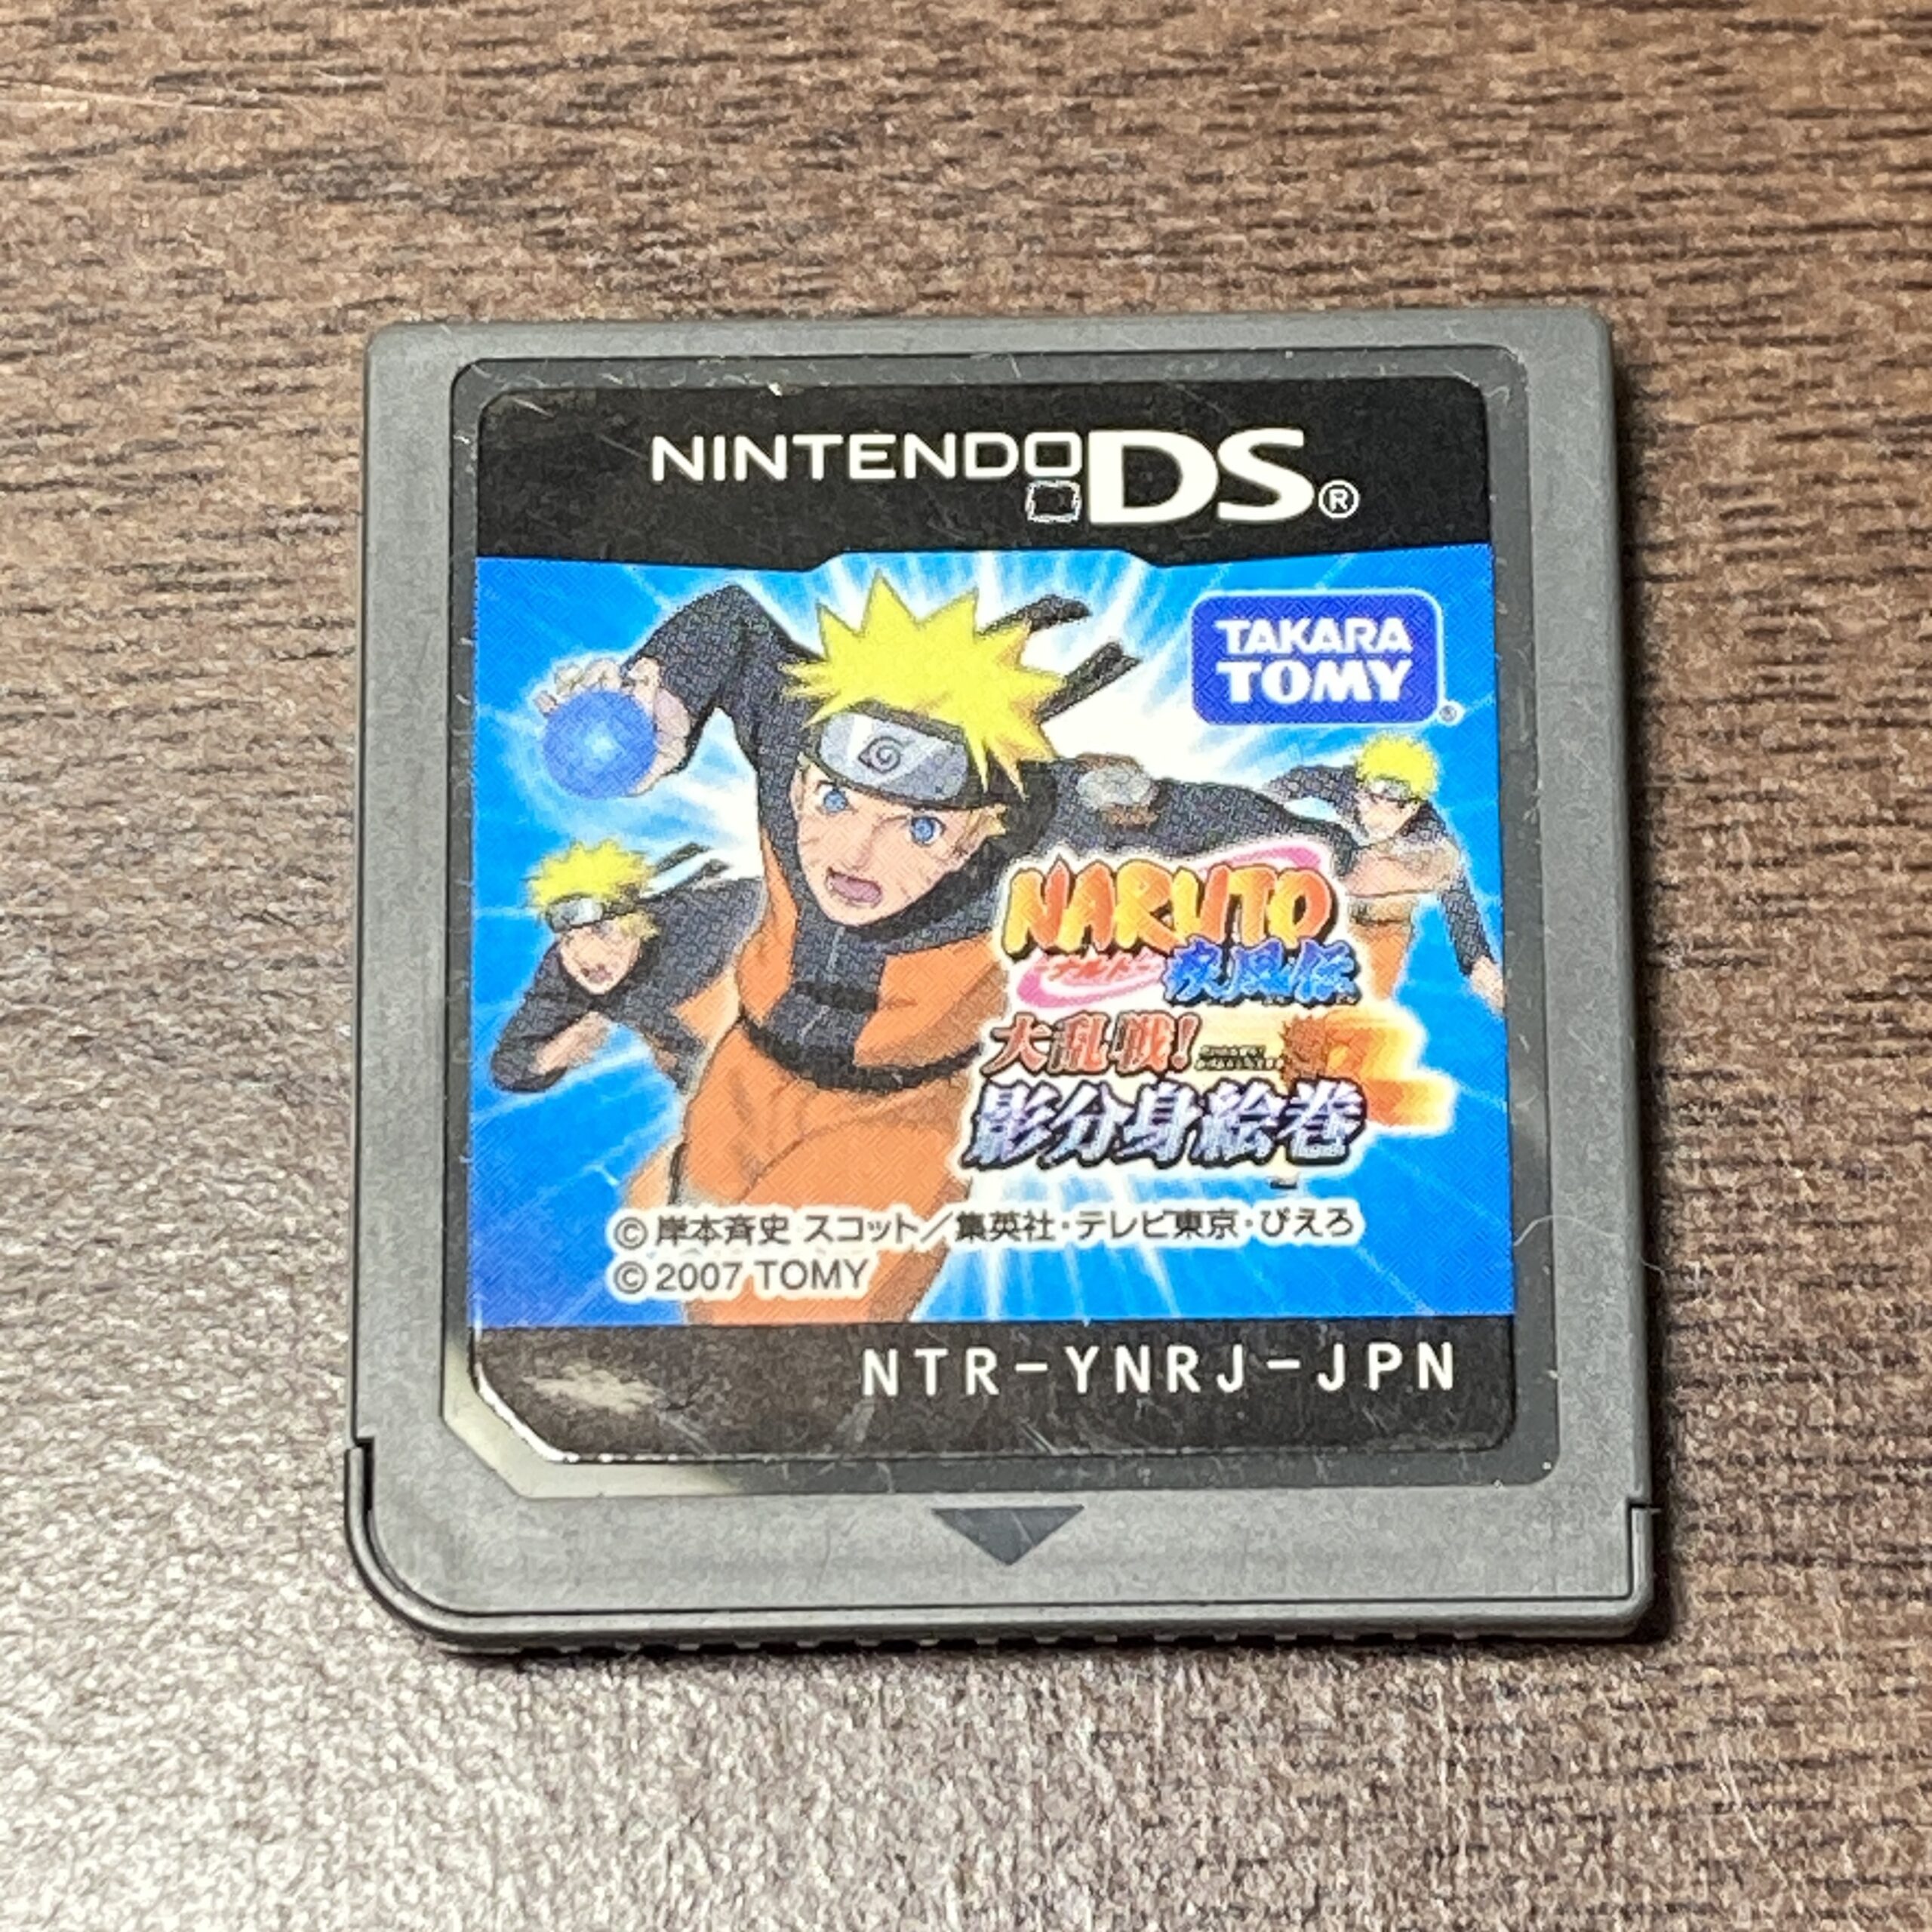 NINTENDO DS®
TAKARA
TOMY
NARUTO
ナルト 疾風伝
大乱戦!
影分身絵巻
© 岸本斉史 スコット／集英社・テレビ東京・ぴえろ
© 2007 TOMY
NTR-YNRJ-JPN